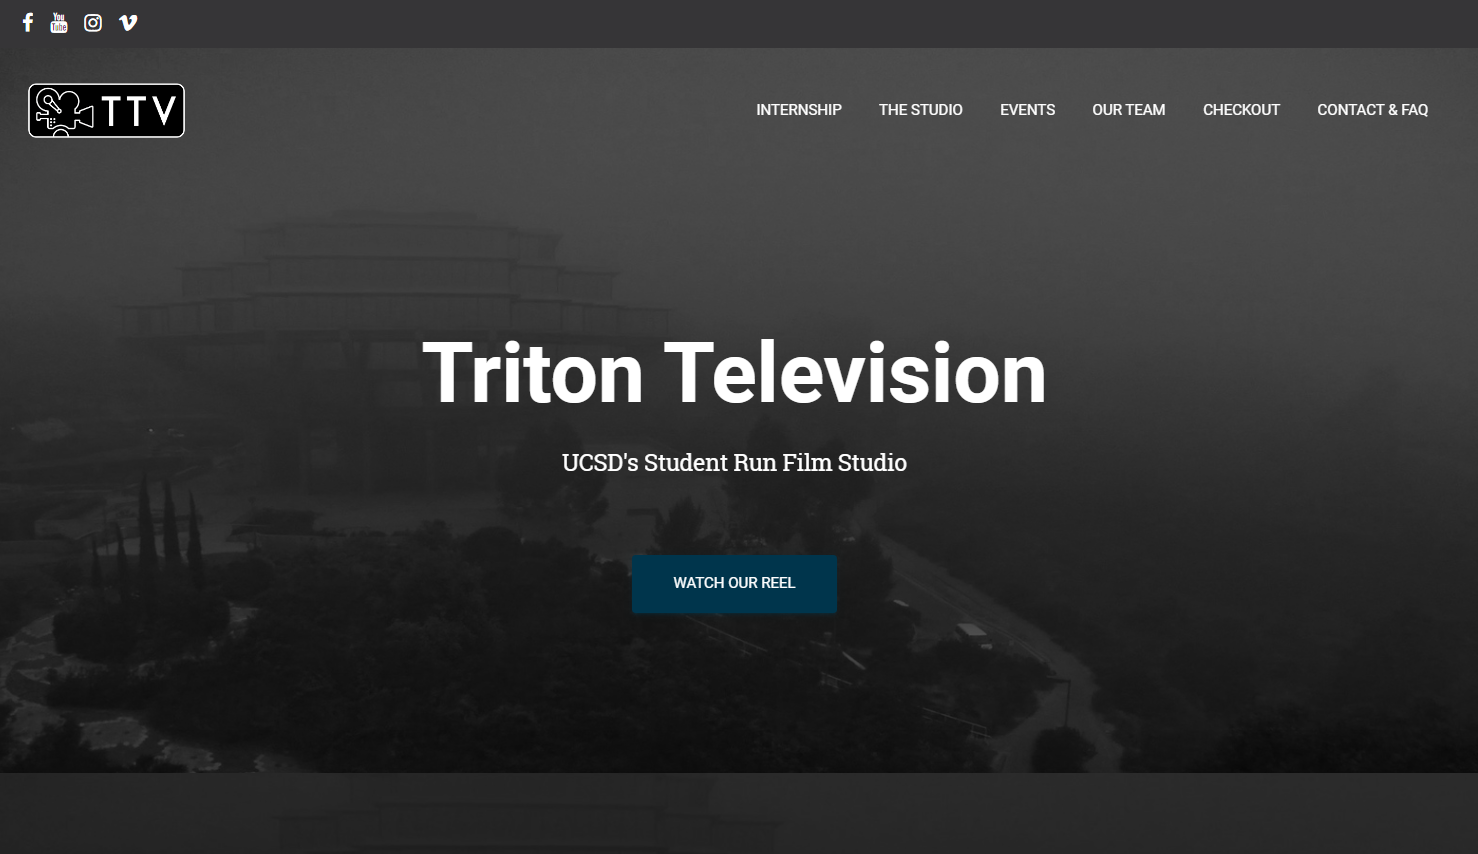 You
Tube
TTV
INTERNSHIP
THE STUDIO
EVENTS
OUR TEAM
CHECKOUT
CONTACT & FAQ
Triton Television
UCSD's Student Run Film Studio
WATCH OUR REEL